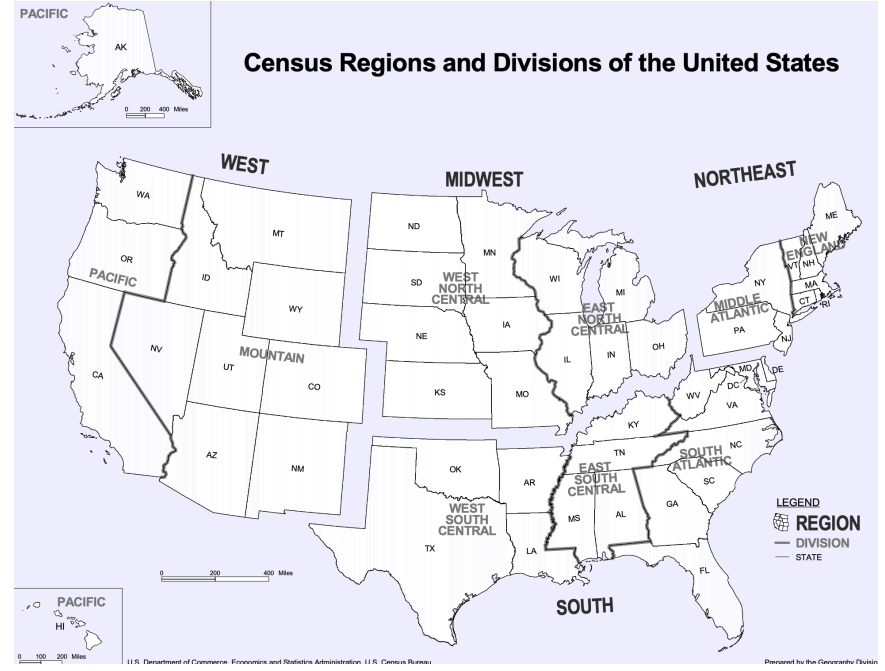 PACIFIC
AK
0 200 400 Miles
Census Regions and Divisions of the United States
WEST
MIDWEST
NORTHEAST
WA
MT
OR
PACIFIC
ID
WY
NV
MOUNTAIN
UT
CO
CA
AZ
NM
ND
MN
SD
WEST
NORTH
CENTRAL
NE
IA
KS
MO
WI
MI
EAST
NORTH
CENTRAL
IL
IN
OH
ME
NEW
ENGLAND
VT
NH
NY
MA
CT
RI
MIDDLE
ATLANTIC
PA
NJ
MD
DE
DC
WV
VA
KY
NC
TN
SOUTH
ATLANTIC
SC
EAST
SOUTH
CENTRAL
MS
AL
GA
FL
OK
AR
WEST
SOUTH
CENTRAL
TX
LA
SOUTH
LEGEND
REGION
DIVISION
STATE
0 200 400 Miles
PACIFIC
HI
0 100 200 Miles
U.S. Department of Commerce Economics and Statistics Administration U.S. Census Bureau
Prepared by the Geography Divisio